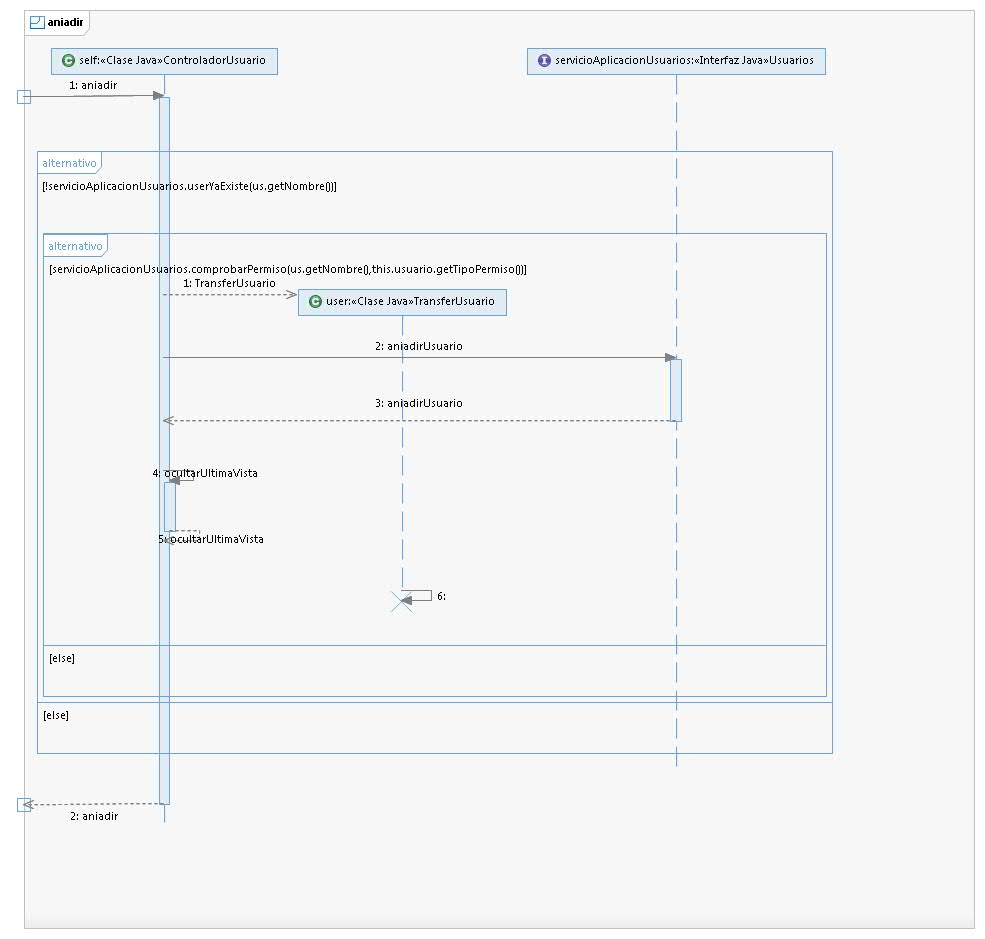 aniadir
C self:«Clase Java»ControladorUsuario
I servicioAplicacionUsuarios:«Interfaz Java»Usuarios
1: aniadir
alternativo
[!servicioAplicacionUsuarios.userYaExiste(us.getNombre())]
alternativo
[servicioAplicacionUsuarios.comprobarPermiso(us.getNombre(),this.usuario.getTipoPermiso())]
1: TransferUsuario
C user:«Clase Java»TransferUsuario
2: aniadirUsuario
3: aniadirUsuario
4: ocultarUltimaVista
5: ocultarUltimaVista
6:
[else]
[else]
2: aniadir